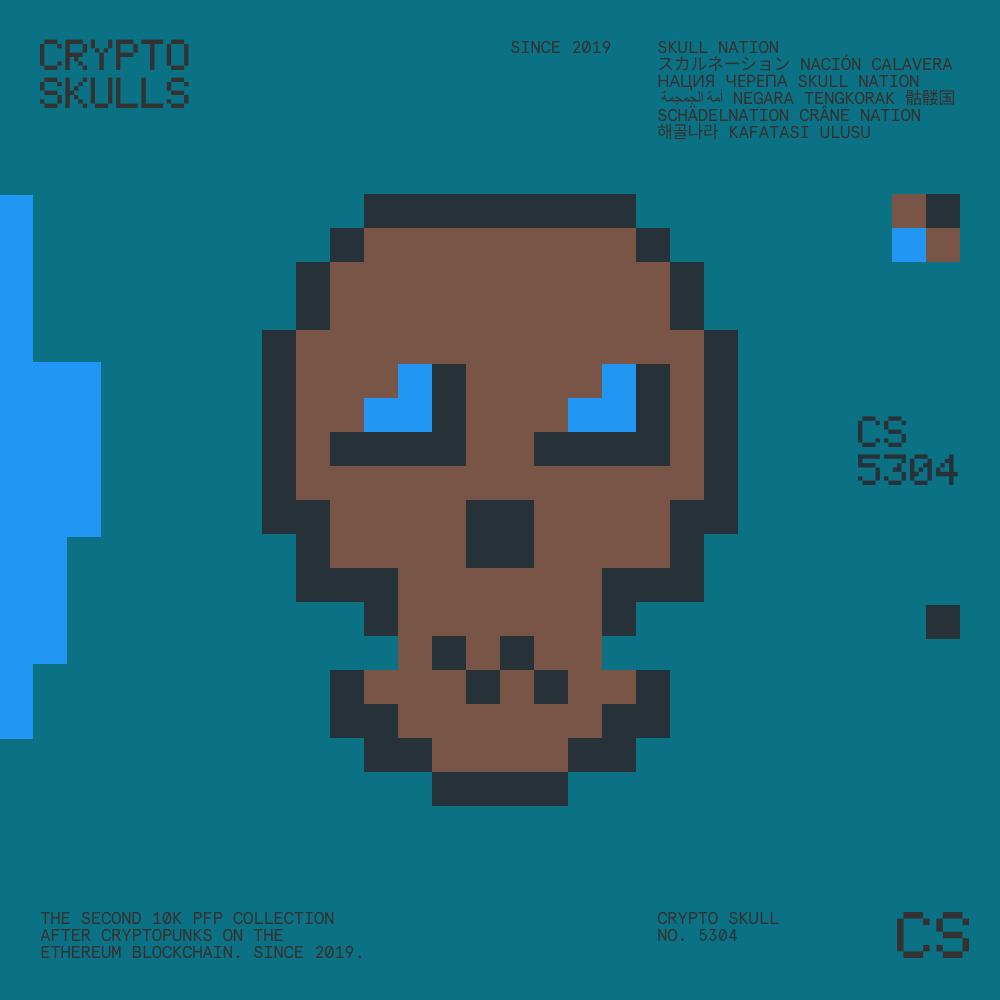 CRYPTO
SKULLS
SINCE 2019
SKULL NATION
スカルネーション NACIÓN CALAVERA
НАЦИЯ ЧЕРЕПА SKULL NATION
أمة الجمجمة NEGARA TENGKORAK 骷髅国
SCHÄDELNATION CRÂNE NATION
해골나라 KAFATASI ULUSU
CS
5304
THE SECOND 10K PFP COLLECTION
AFTER CRYPTOPUNKS ON THE
ETHEREUM BLOCKCHAIN. SINCE 2019.
CRYPTO SKULL
NO. 5304
CS